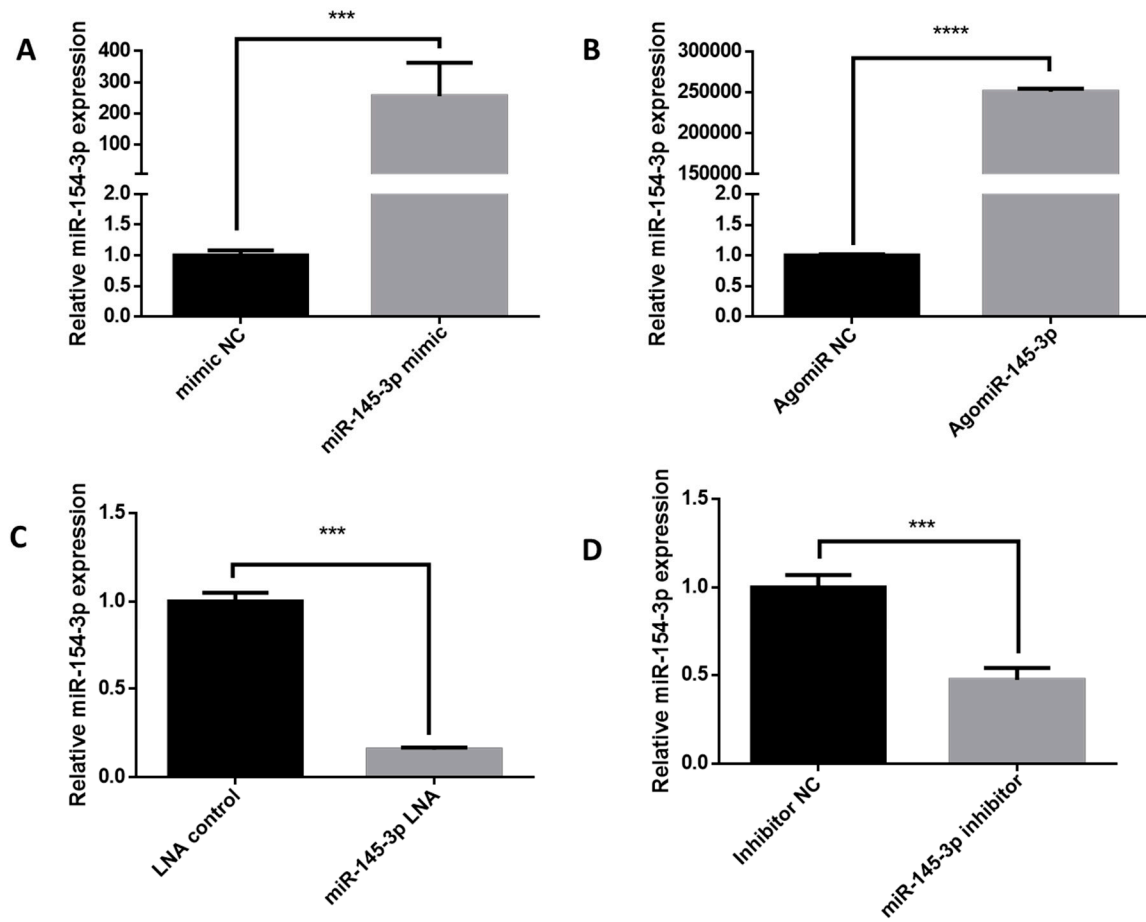 A
Relative miR-154-3p expression
***
400
300
200
100
2.0
1.5
1.0
0.5
0.0
mimic NC
miR-145-3p mimic
B
Relative miR-154-3p expression
****
300000
250000
200000
150000
2.0
1.5
1.0
0.5
0.0
AgomiR NC
AgomiR-145-3p
C
Relative miR-154-3p expression
***
1.5
1.0
0.5
0.0
LNA control
miR-145-3p LNA
D
Relative miR-154-3p expression
***
1.5
1.0
0.5
0.0
Inhibitor NC
miR-145-3p inhibitor